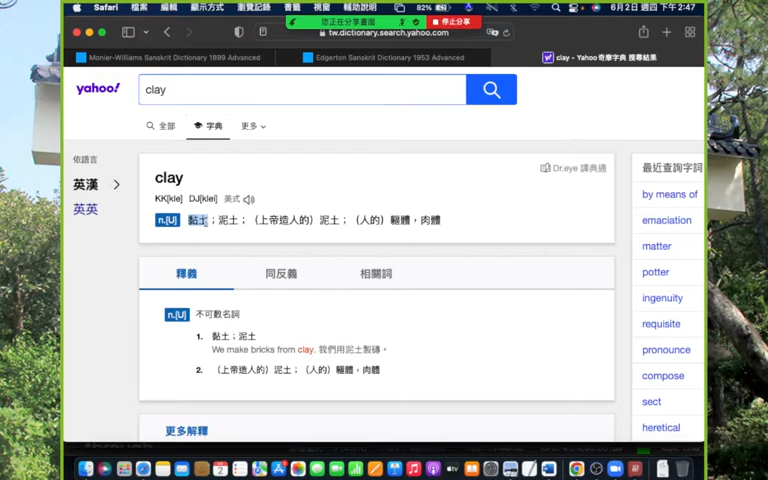 Safari 檔案 編輯 顯示方式 瀏覽記錄 書籤 視窗 輔助說明 82% 6月2日 週四 下午 2:47
您正在分享畫面 停止分享
tw.dictionary.search.yahoo.com
Monier-Williams Sanskrit Dictionary 1899 Advanced
Edgerton Sanskrit Dictionary 1953 Advanced
clay - Yahoo奇摩字典 搜尋結果
yahoo!
clay
全部 字典 更多
依語言
英漢
英英
clay
Dr.eye 譯典通
KK[kle] DJ[klei] 美式
n.[U] 黏土；泥土；（上帝造人的）泥土；（人的）軀體，肉體
釋義 同反義 相關詞
n.[U] 不可數名詞
1. 黏土；泥土
We make bricks from clay. 我們用泥土製磚。
2. （上帝造人的）泥土；（人的）軀體，肉體
更多解釋
最近查詢字詞
by means of
emaciation
matter
potter
ingenuity
requisite
pronounce
compose
sect
heretical